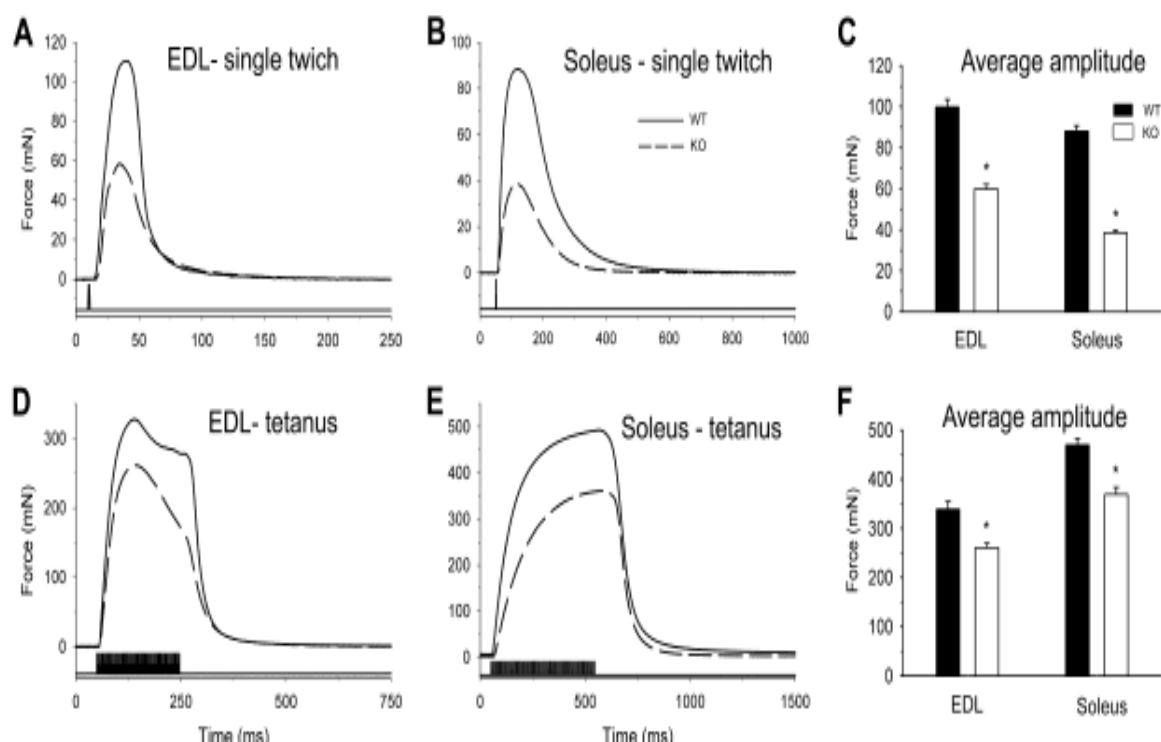 A
EDL- single twich
Force (mN)
120
100
80
60
40
20
0
0 50 100 150 200 250
B
Soleus - single twitch
WT
KO
100
80
60
40
20
0
0 200 400 600 800 1000
C
Average amplitude
WT
KO
Force (mN)
120
100
80
60
40
20
0
*
*
EDL Soleus
D
EDL- tetanus
Force (mN)
300
200
100
0
0 250 500 750
Time (ms)
E
Soleus - tetanus
500
400
300
200
100
0
0 500 1000 1500
Time (ms)
F
Average amplitude
Force (mN)
500
400
300
200
100
0
*
*
EDL Soleus